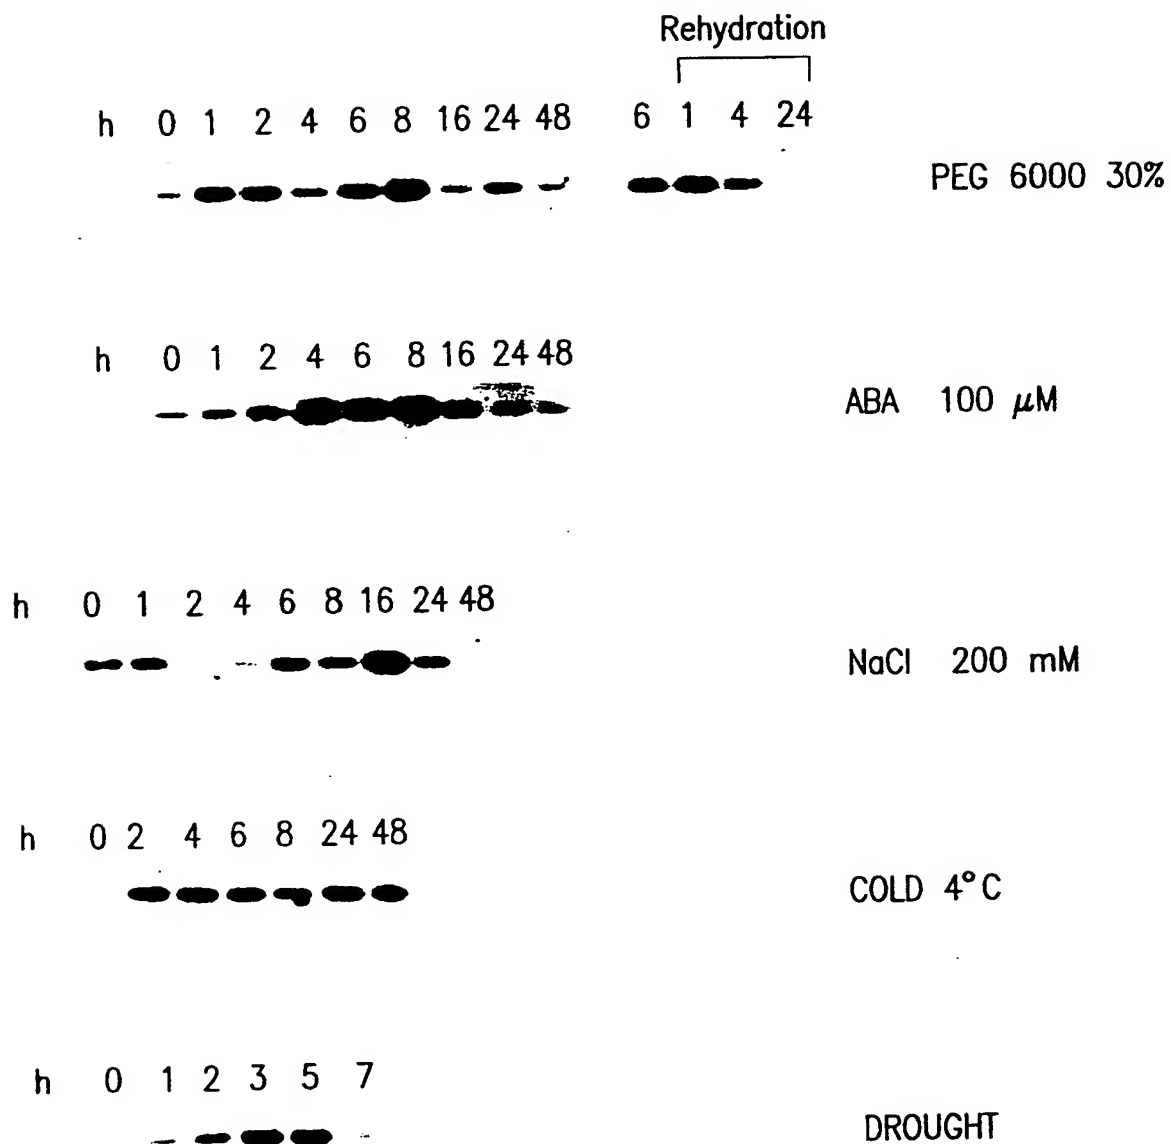 Rehydration
h 0 1 2 4 6 8 16 24 48 6 1 4 24
PEG 6000 30%
h 0 1 2 4 6 8 16 24 48
ABA 100 μM
h 0 1 2 4 6 8 16 24 48
NaCl 200 mM
h 0 2 4 6 8 24 48
COLD 4°C
h 0 1 2 3 5 7
DROUGHT